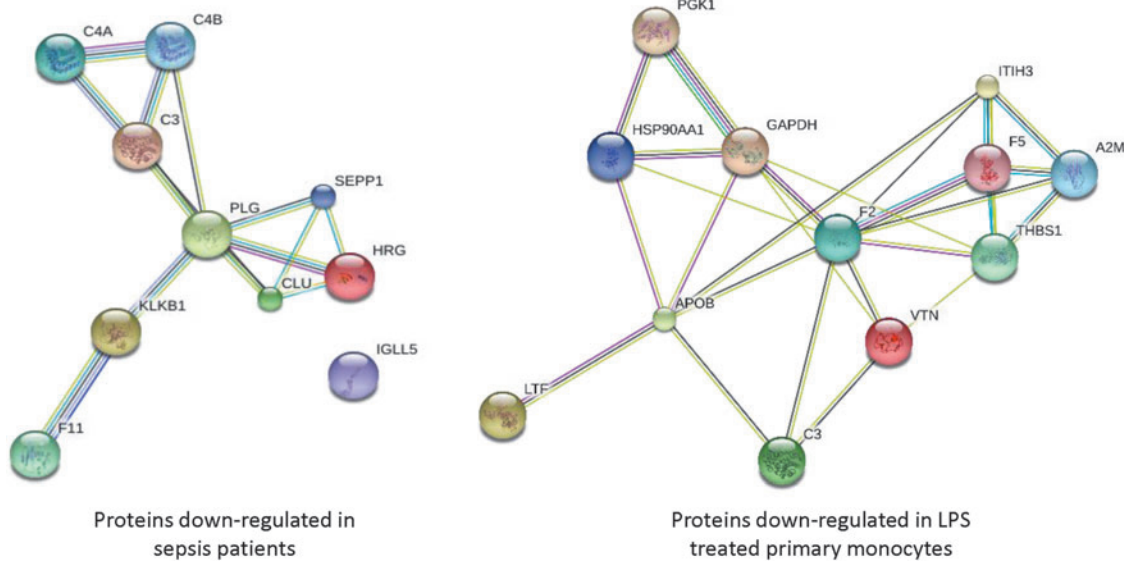 C4A
C4B
C3
PLG
SEPP1
HRG
CLU
KLKB1
IGLL5
F11
Proteins down-regulated in
sepsis patients
PGK1
ITIH3
HSP90AA1
GAPDH
F5
A2M
F2
THBS1
APOB
VTN
LTF
C3
Proteins down-regulated in LPS
treated primary monocytes